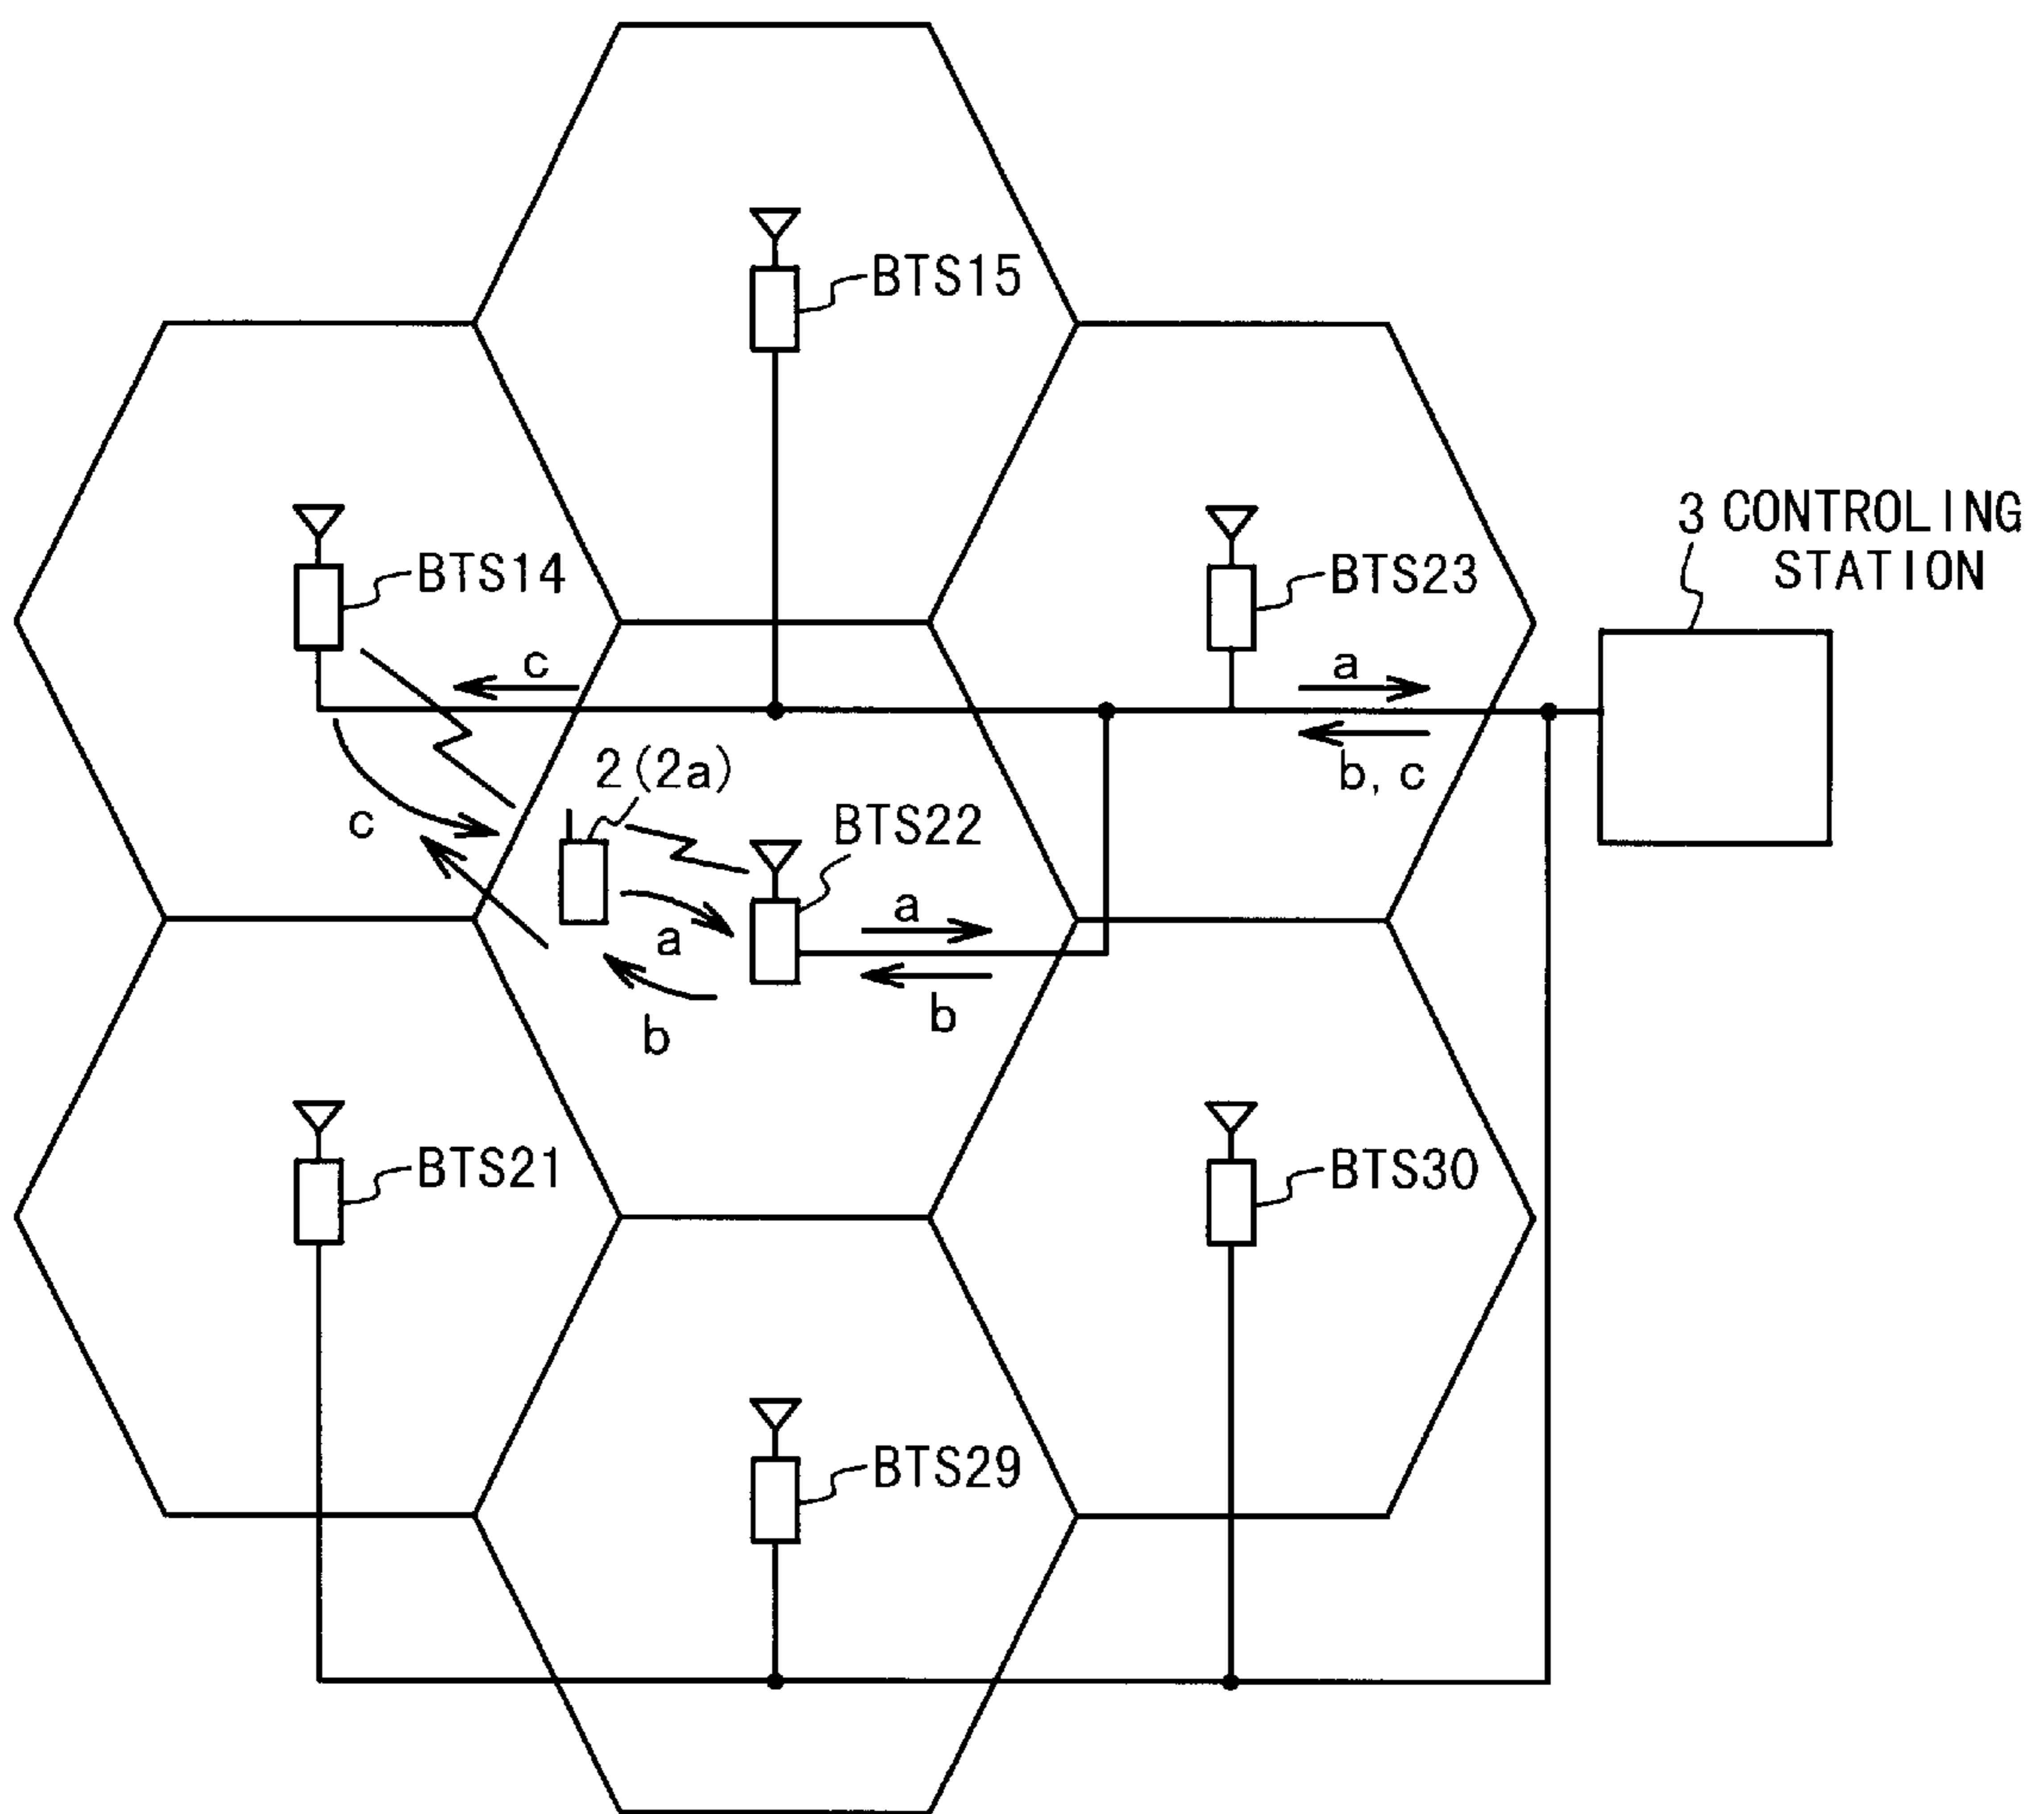 BTS15
3 CONTROLING
STATION
BTS14
BTS23
c
a
b, c
2 (2a)
c
BTS22
a
a
b
b
BTS21
BTS30
BTS29